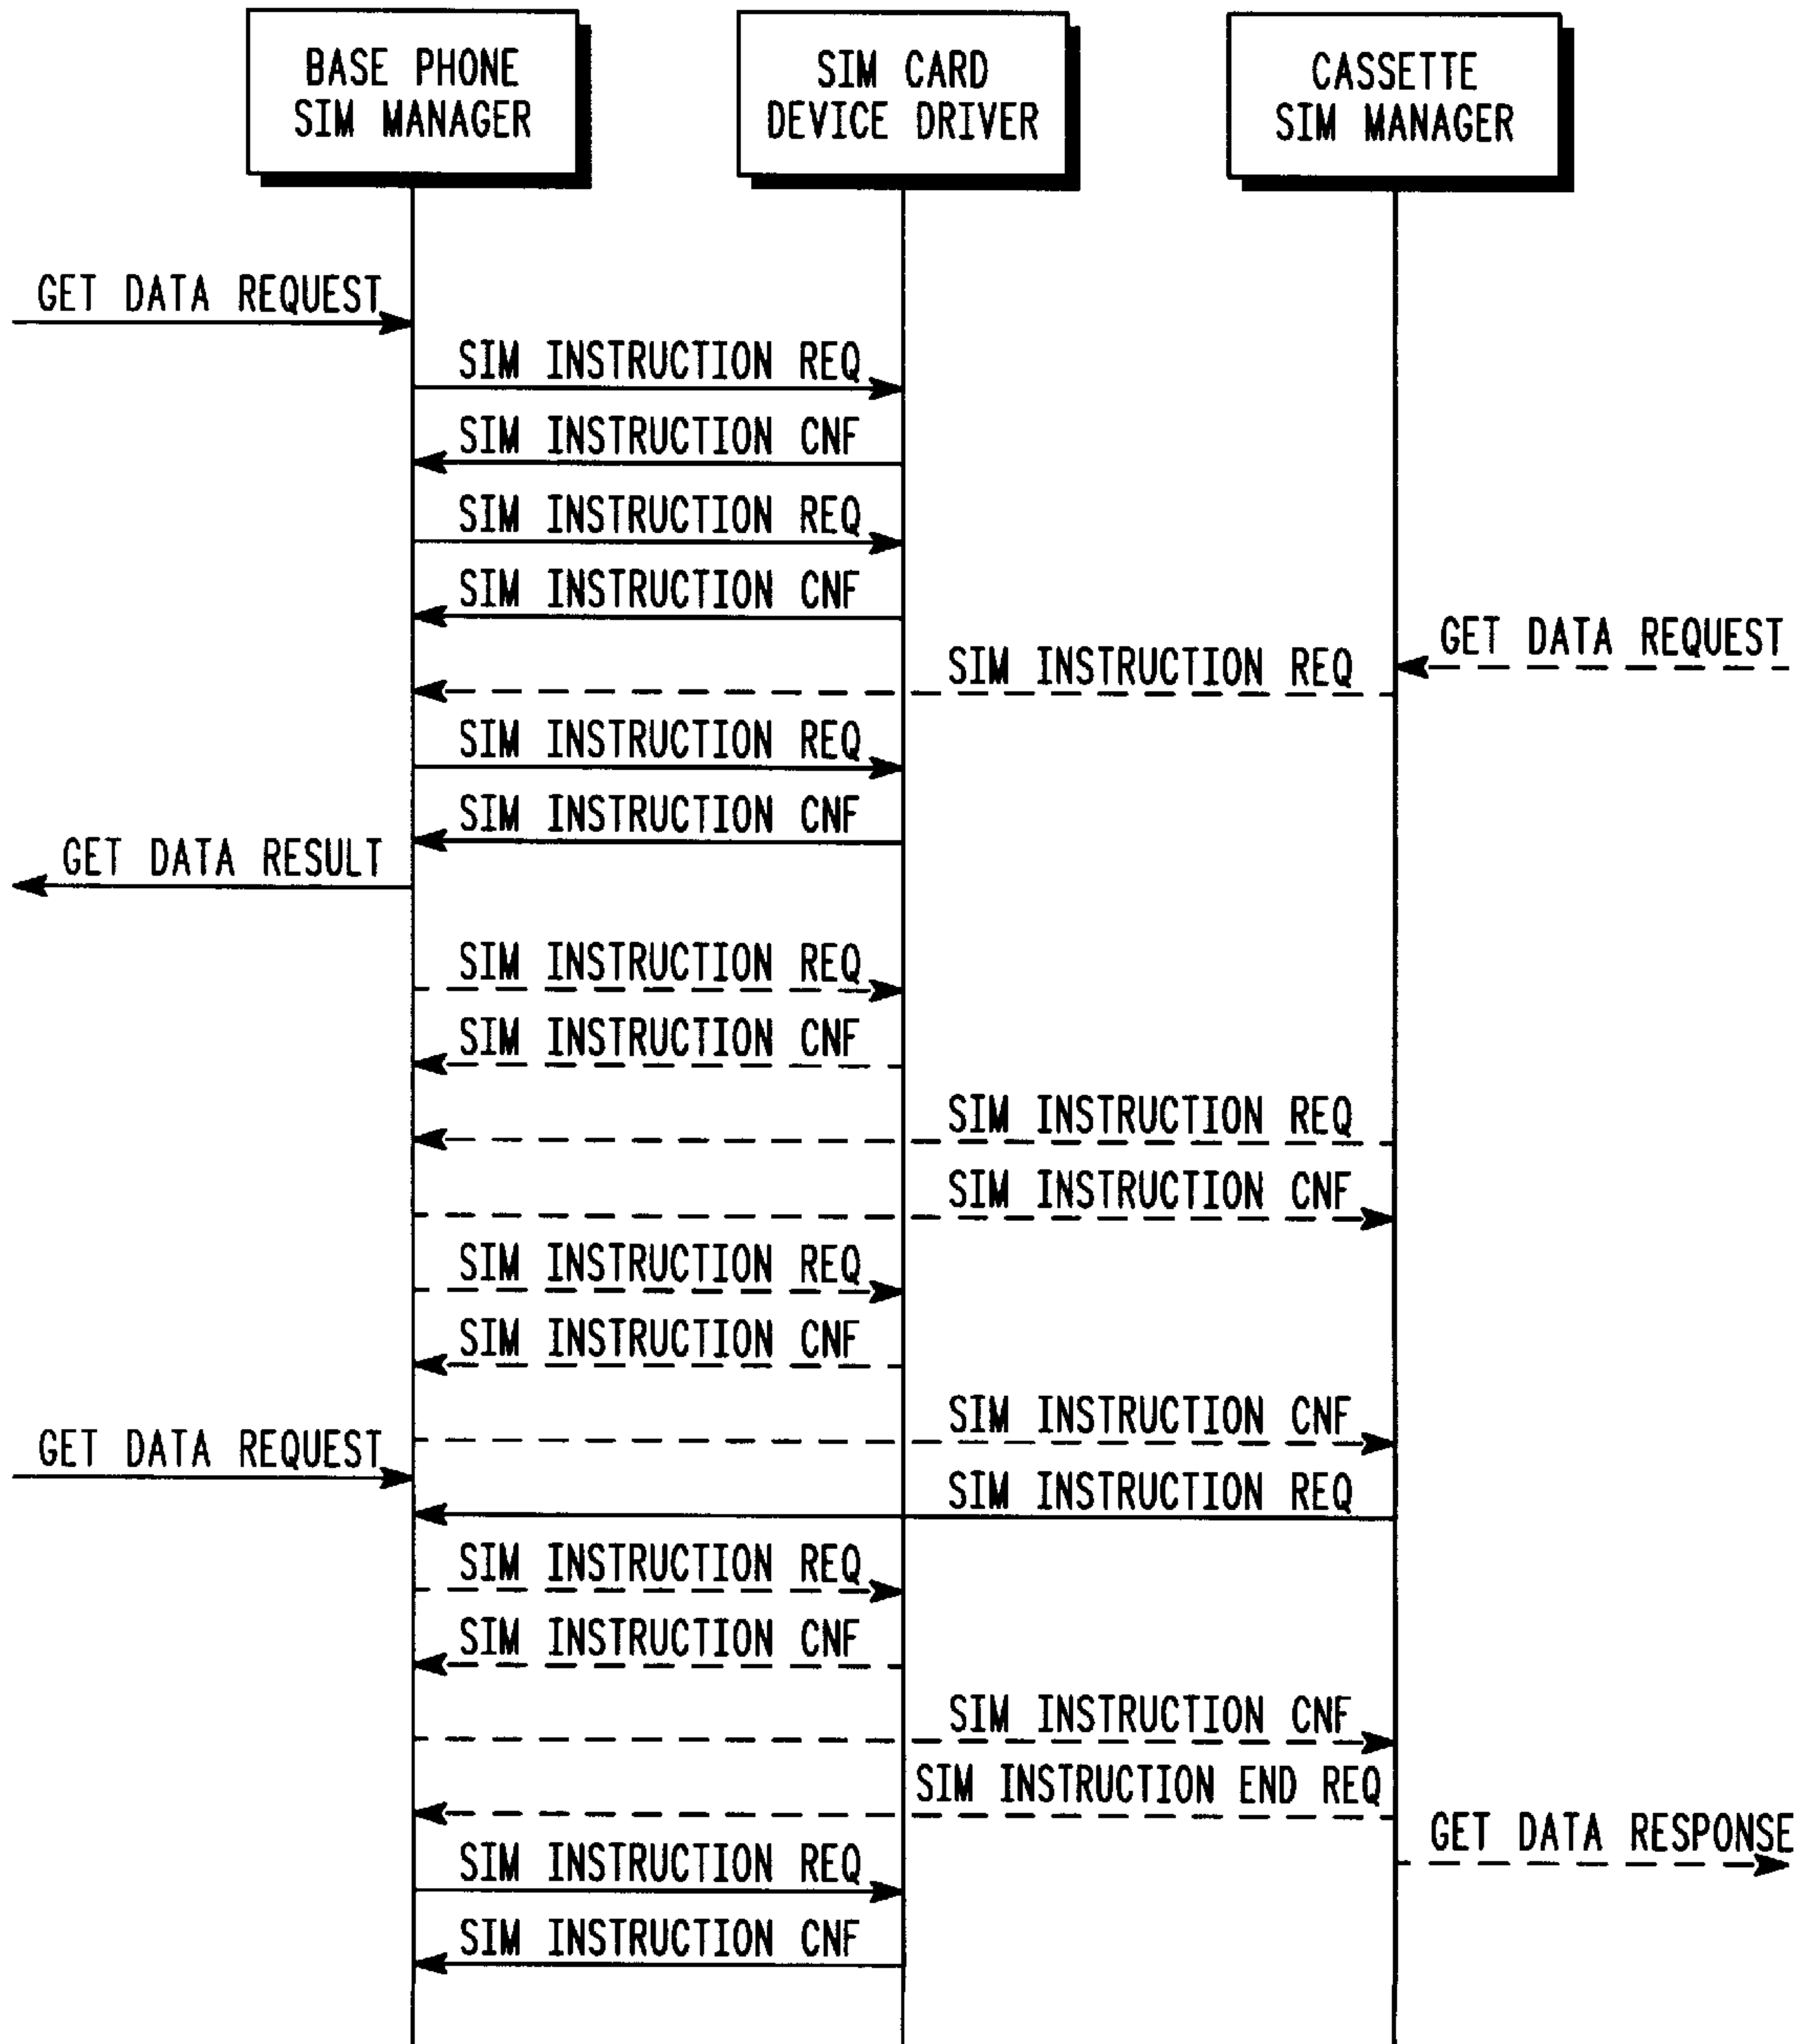 BASE PHONE
SIM MANAGER
SIM CARD
DEVICE DRIVER
CASSETTE
SIM MANAGER
GET DATA REQUEST
SIM INSTRUCTION REQ
SIM INSTRUCTION CNF
SIM INSTRUCTION REQ
SIM INSTRUCTION CNF
GET DATA REQUEST
SIM INSTRUCTION REQ
SIM INSTRUCTION REQ
SIM INSTRUCTION CNF
GET DATA RESULT
SIM INSTRUCTION REQ
SIM INSTRUCTION CNF
SIM INSTRUCTION REQ
SIM INSTRUCTION CNF
SIM INSTRUCTION REQ
SIM INSTRUCTION CNF
SIM INSTRUCTION CNF
GET DATA REQUEST
SIM INSTRUCTION REQ
SIM INSTRUCTION REQ
SIM INSTRUCTION CNF
SIM INSTRUCTION CNF
SIM INSTRUCTION END REQ
GET DATA RESPONSE
SIM INSTRUCTION REQ
SIM INSTRUCTION CNF